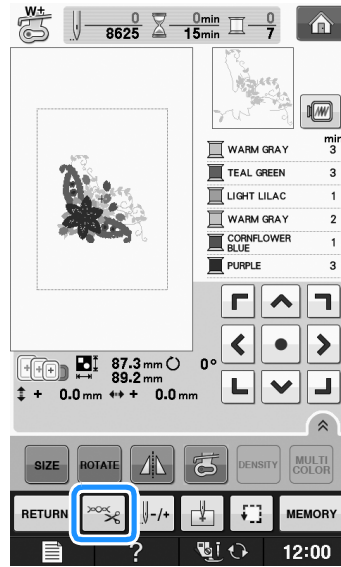 W+
0 0min 0
8625 15min 7
min
WARM GRAY 3
TEAL GREEN 3
LIGHT LILAC 1
WARM GRAY 2
CORNFLOWER
BLUE 1
PURPLE 3
87.3 mm 0°
89.2 mm
+ 0.0 mm + 0.0 mm
SIZE ROTATE DENSITY MULTI
COLOR
RETURN -/+ MEMORY
? 12:00